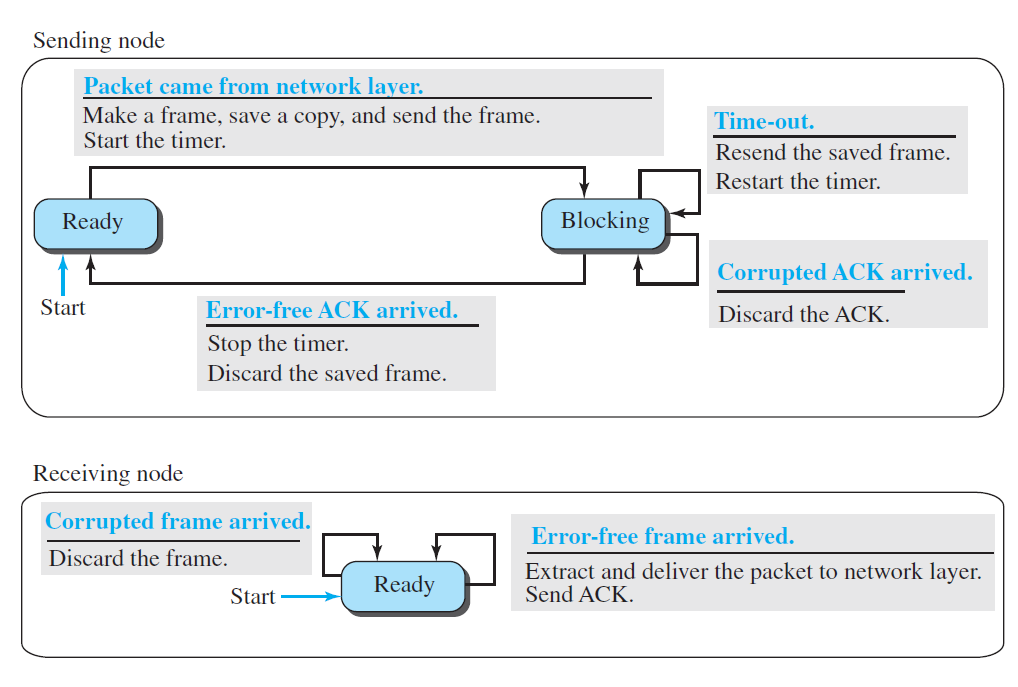 Sending node
Packet came from network layer.
Make a frame, save a copy, and send the frame.
Start the timer.
Time-out.
Resend the saved frame.
Restart the timer.
Ready
Blocking
Corrupted ACK arrived.
Discard the ACK.
Start
Error-free ACK arrived.
Stop the timer.
Discard the saved frame.
Receiving node
Corrupted frame arrived.
Discard the frame.
Error-free frame arrived.
Extract and deliver the packet to network layer.
Send ACK.
Ready
Start